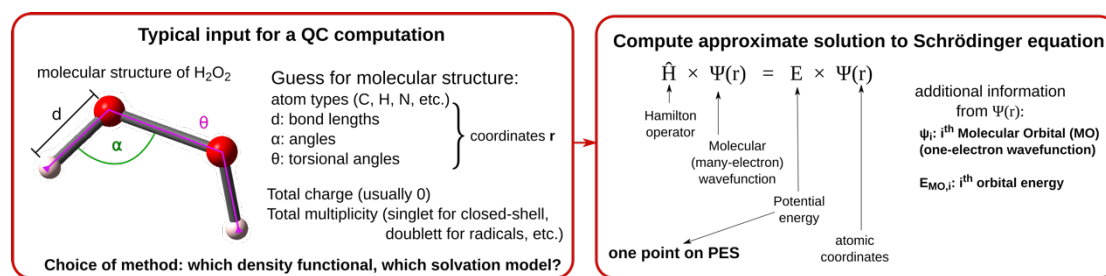 Typical input for a QC computation
molecular structure of H₂O₂
d
α
θ
Guess for molecular structure:
atom types (C, H, N, etc.)
d: bond lengths
α: angles
θ: torsional angles
coordinates r
Total charge (usually 0)
Total multiplicity (singlet for closed-shell,
doublett for radicals, etc.)
Choice of method: which density functional, which solvation model?
Compute approximate solution to Schrödinger equation
Ĥ × Ψ(r) = E × Ψ(r)
Hamilton
operator
Molecular
(many-electron)
wavefunction
Potential
energy
atomic
coordinates
one point on PES
additional information
from Ψ(r):
ψᵢ: iᵗʰ Molecular Orbital (MO)
(one-electron wavefunction)
E_MO,i: iᵗʰ orbital energy